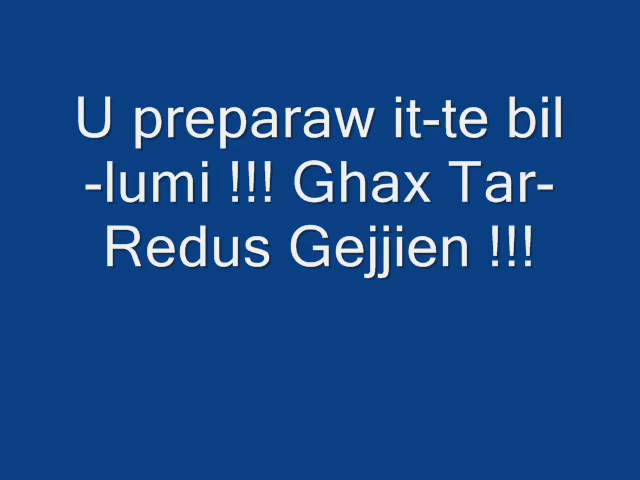 U preparaw it-te bil
-lumi !!! Ghax Tar-
Redus Gejjien !!!